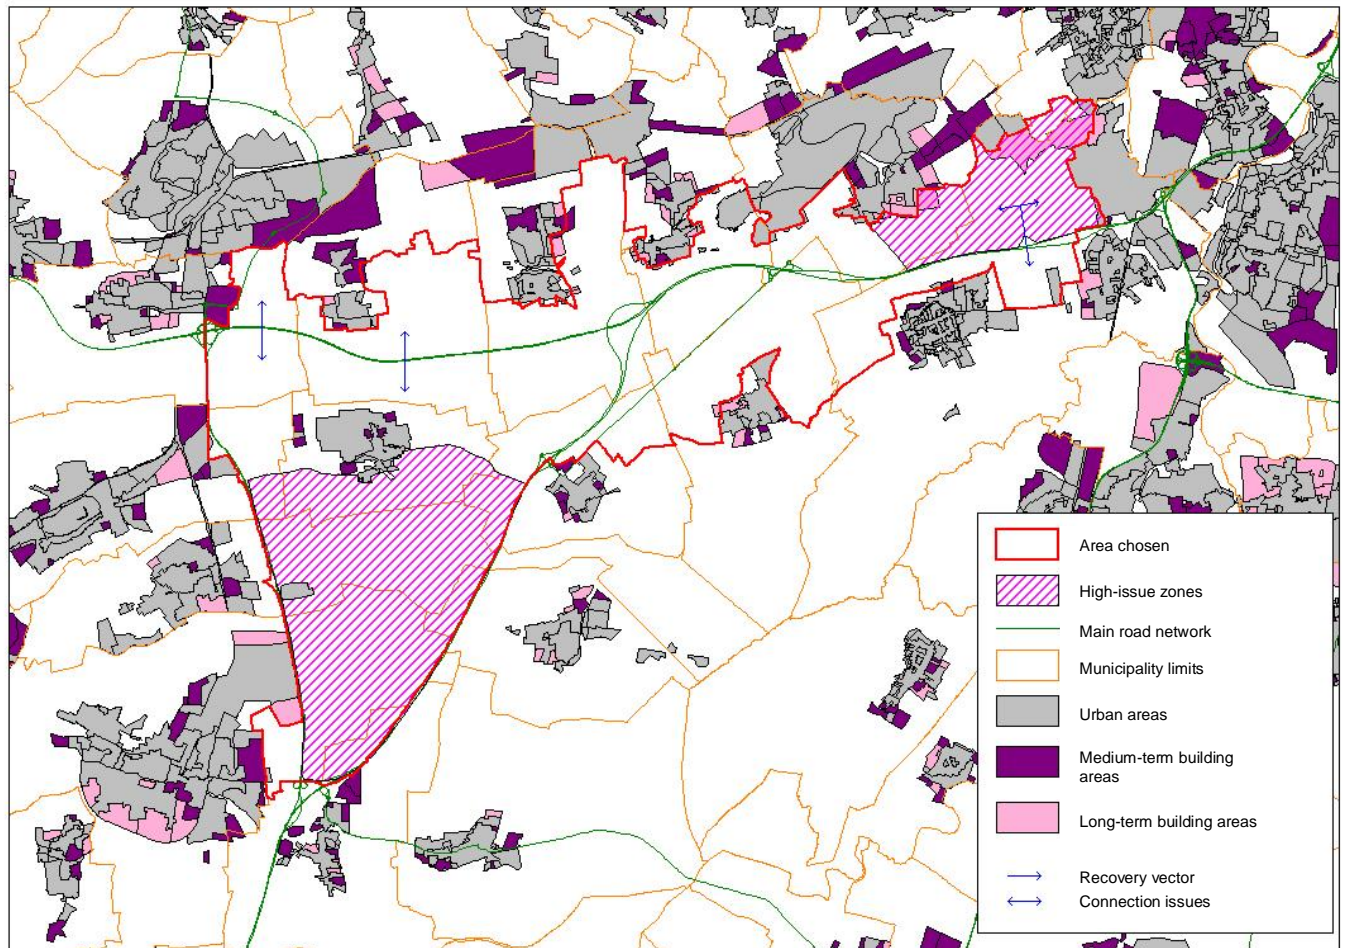 Area chosen
High-issue zones
Main road network
Municipality limits
Urban areas
Medium-term building
areas
Long-term building areas
Recovery vector
Connection issues